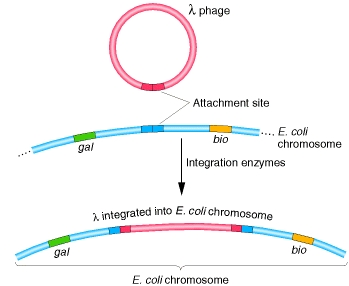 λ phage
Attachment site
gal
bio
.... E. coli
chromosome
....
Integration enzymes
λ integrated into E. coli chromosome
gal
bio
E. coli chromosome